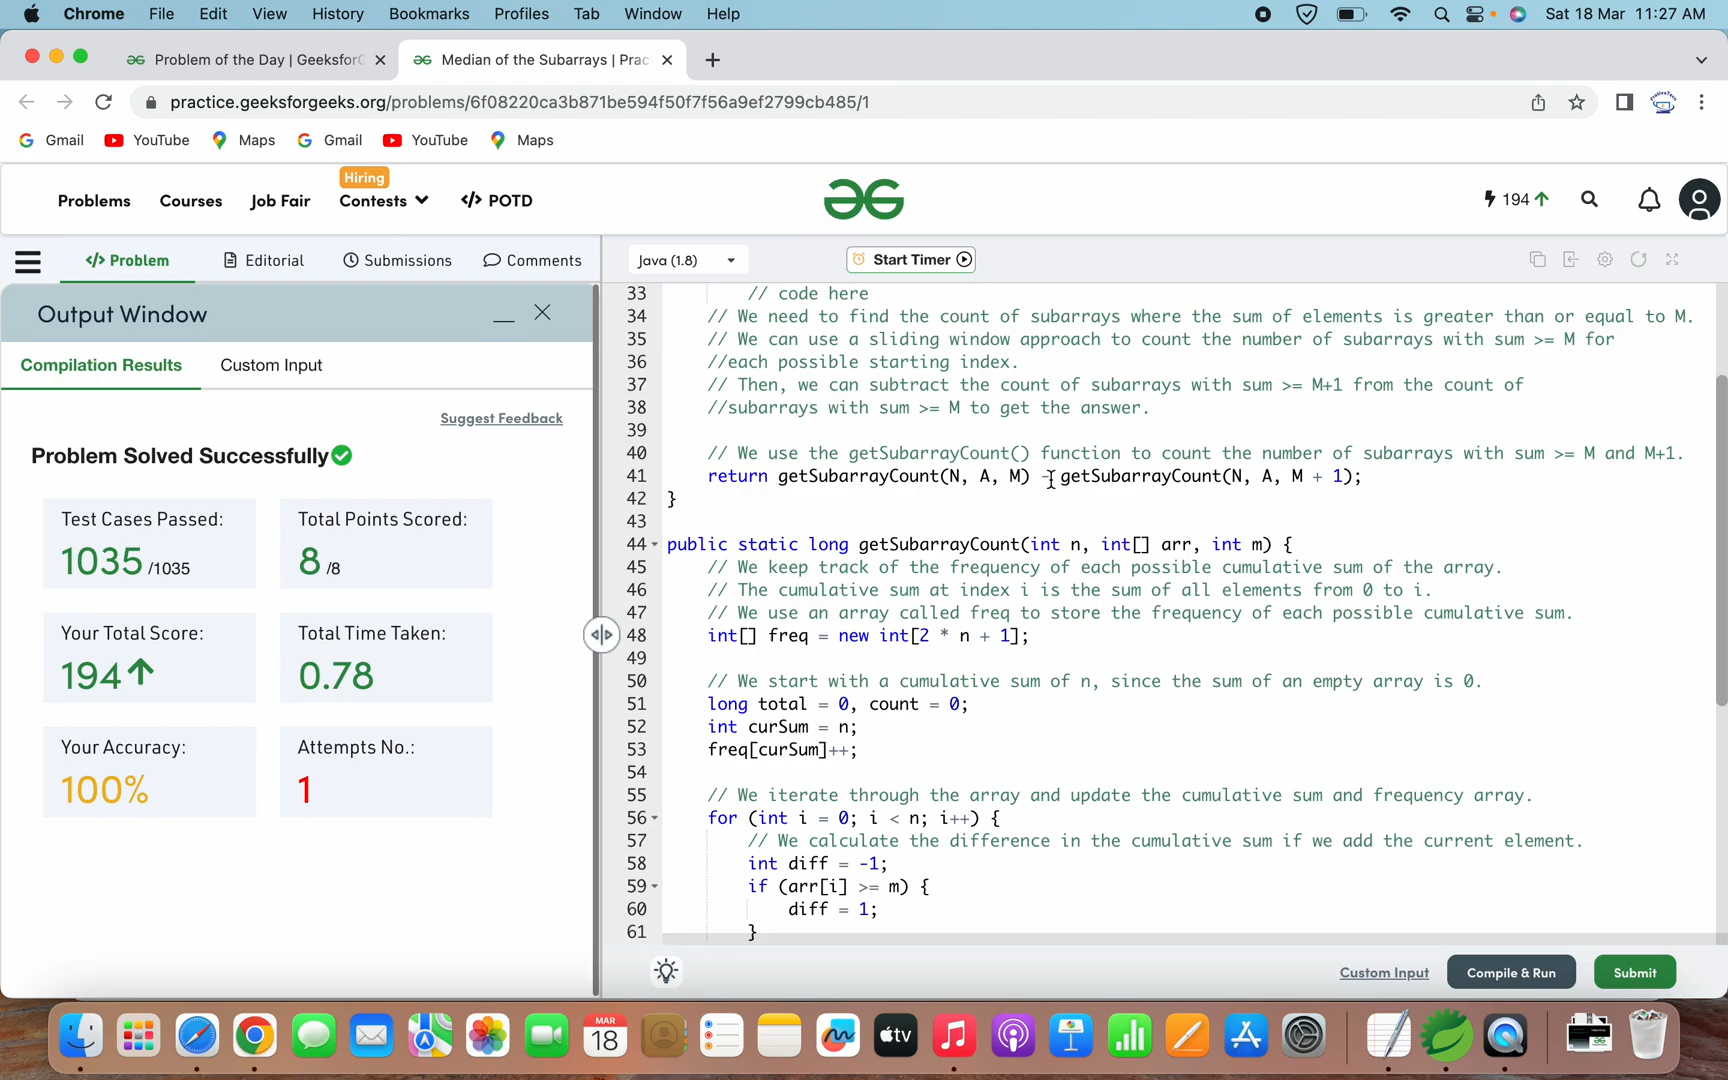 Chrome File Edit View History Bookmarks Profiles Tab Window Help Sat 18 Mar 11:27 AM
Problem of the Day | GeeksforG Median of the Subarrays | Prac
practice.geeksforgeeks.org/problems/6f08220ca3b871be594f50f7f56a9ef2799cb485/1
Gmail YouTube Maps Gmail YouTube Maps
Hiring
Problems Courses Job Fair Contests </> POTD 194
</> Problem Editorial Submissions Comments Java (1.8) Start Timer
Output Window
Compilation Results Custom Input
Suggest Feedback
Problem Solved Successfully
Test Cases Passed: Total Points Scored:
1035 /1035 8 /8
Your Total Score: Total Time Taken:
194 0.78
Your Accuracy: Attempts No.:
100% 1
33 // code here
34 // We need to find the count of subarrays where the sum of elements is greater than or equal to M.
35 // We can use a sliding window approach to count the number of subarrays with sum >= M for
36 //each possible starting index.
37 // Then, we can subtract the count of subarrays with sum >= M+1 from the count of
38 //subarrays with sum >= M to get the answer.
39
40 // We use the getSubarrayCount() function to count the number of subarrays with sum >= M and M+1.
41 return getSubarrayCount(N, A, M) - getSubarrayCount(N, A, M + 1);
42 }
43
44 public static long getSubarrayCount(int n, int[] arr, int m) {
45 // We keep track of the frequency of each possible cumulative sum of the array.
46 // The cumulative sum at index i is the sum of all elements from 0 to i.
47 // We use an array called freq to store the frequency of each possible cumulative sum.
48 int[] freq = new int[2 * n + 1];
49
50 // We start with a cumulative sum of n, since the sum of an empty array is 0.
51 long total = 0, count = 0;
52 int curSum = n;
53 freq[curSum]++;
54
55 // We iterate through the array and update the cumulative sum and frequency array.
56 for (int i = 0; i < n; i++) {
57 // We calculate the difference in the cumulative sum if we add the current element.
58 int diff = -1;
59 if (arr[i] >= m) {
60 diff = 1;
61 }
Custom Input Compile & Run Submit
MAR
18
tv